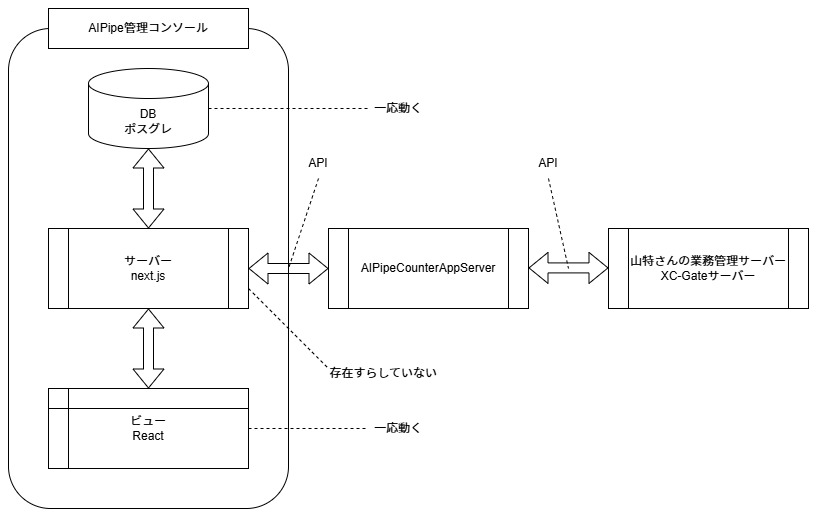 AIPipe管理コンソール
DB
ポスグレ
一応動く
API
API
サーバー
next.js
AIPipeCounterAppServer
山特さんの業務管理サーバー
XC-Gateサーバー
存在すらしていない
ビュー
React
一応動く